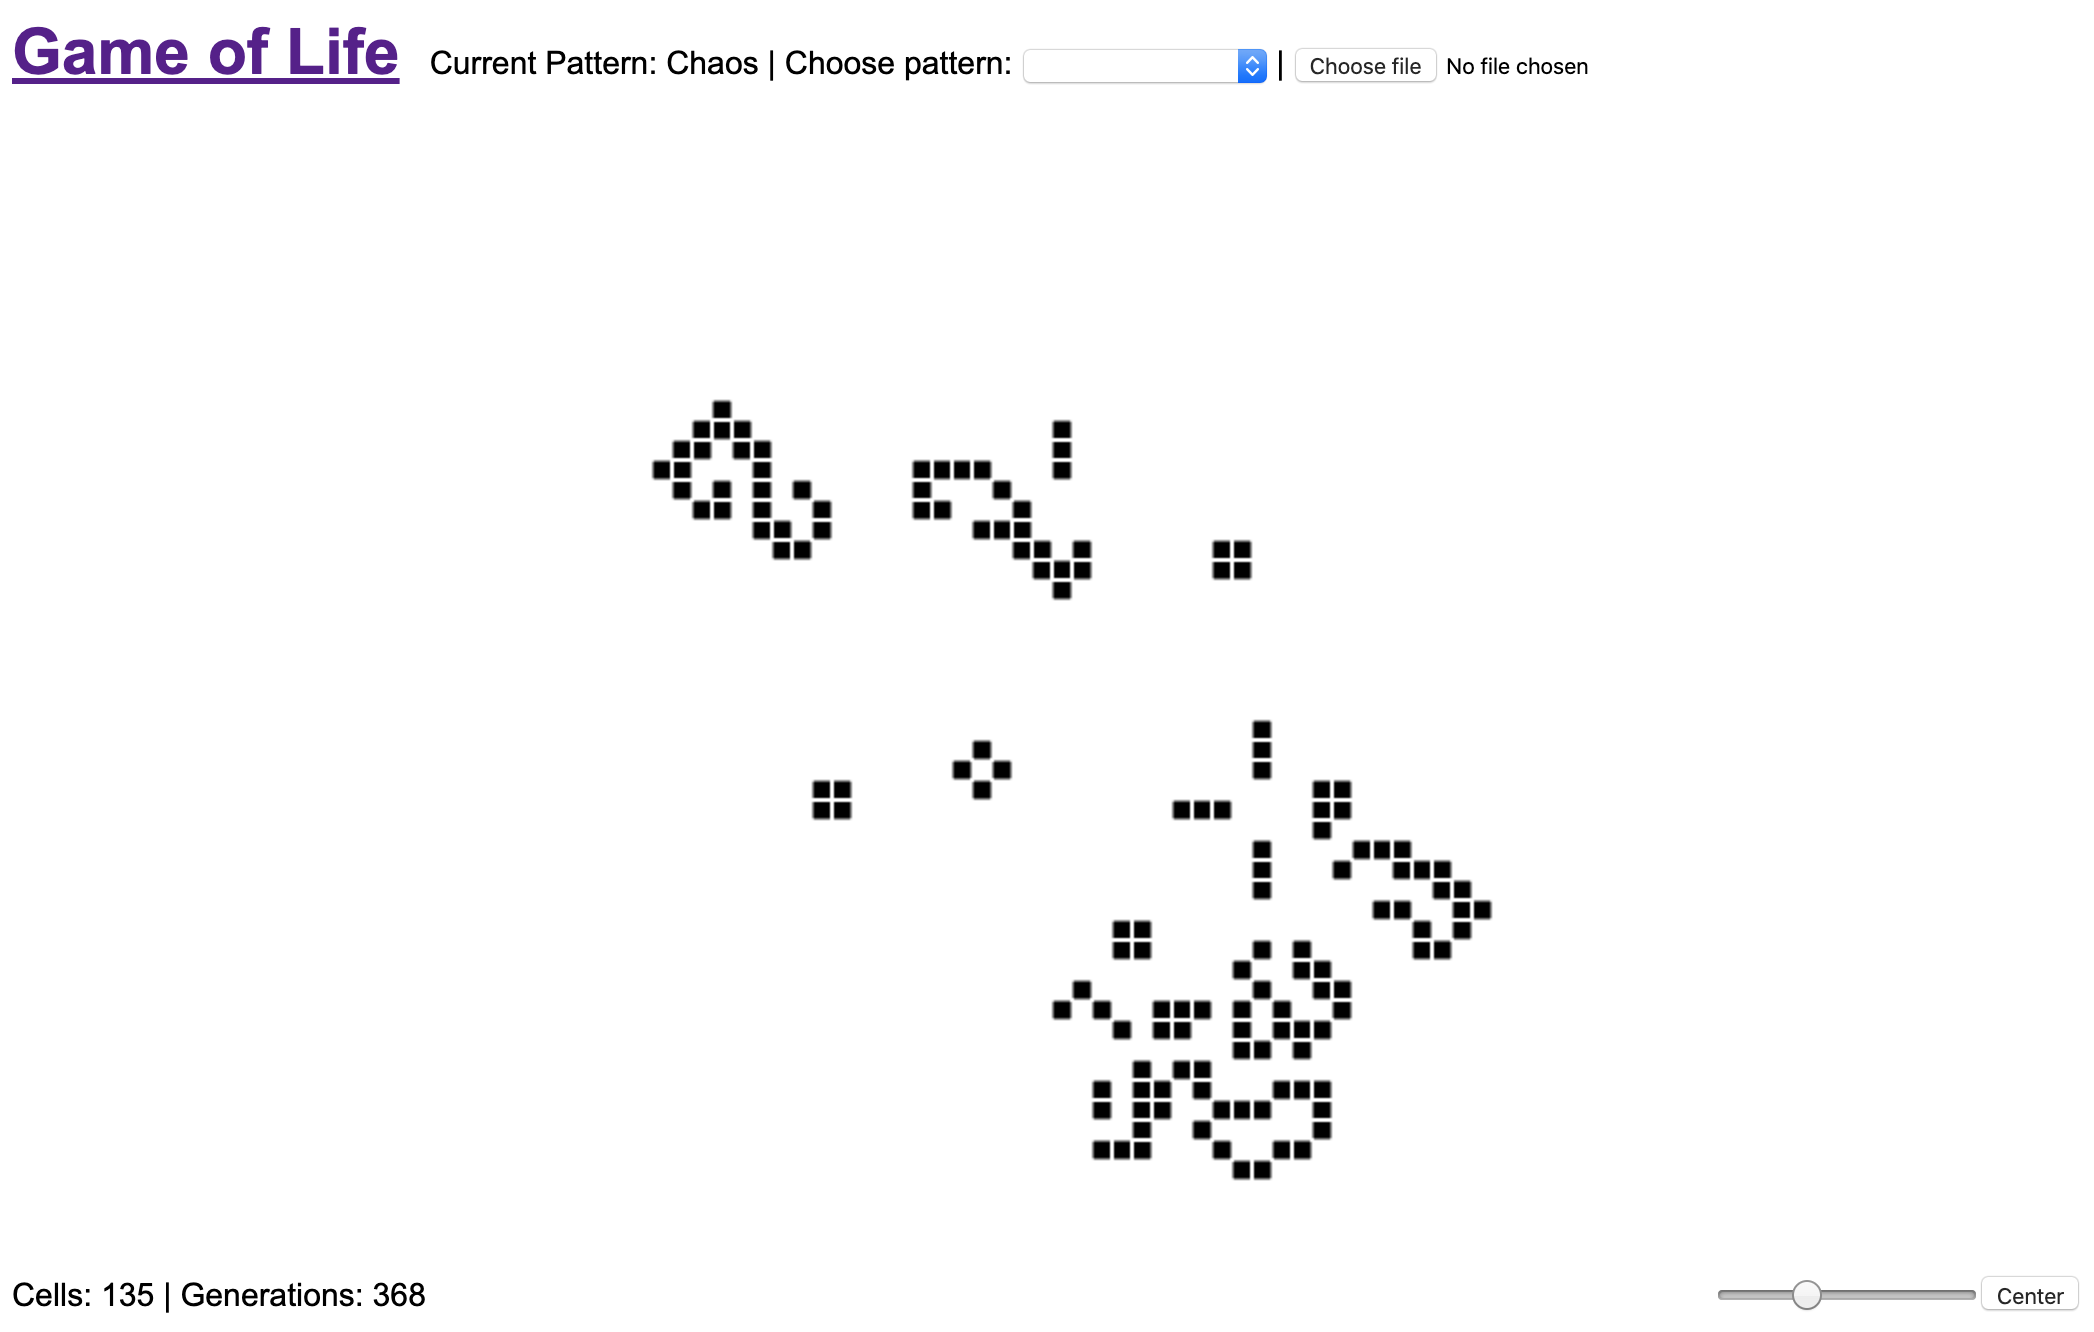 Game of Life Current Pattern: Chaos | Choose pattern: | Choose file No file chosen
Cells: 135 | Generations: 368 Center